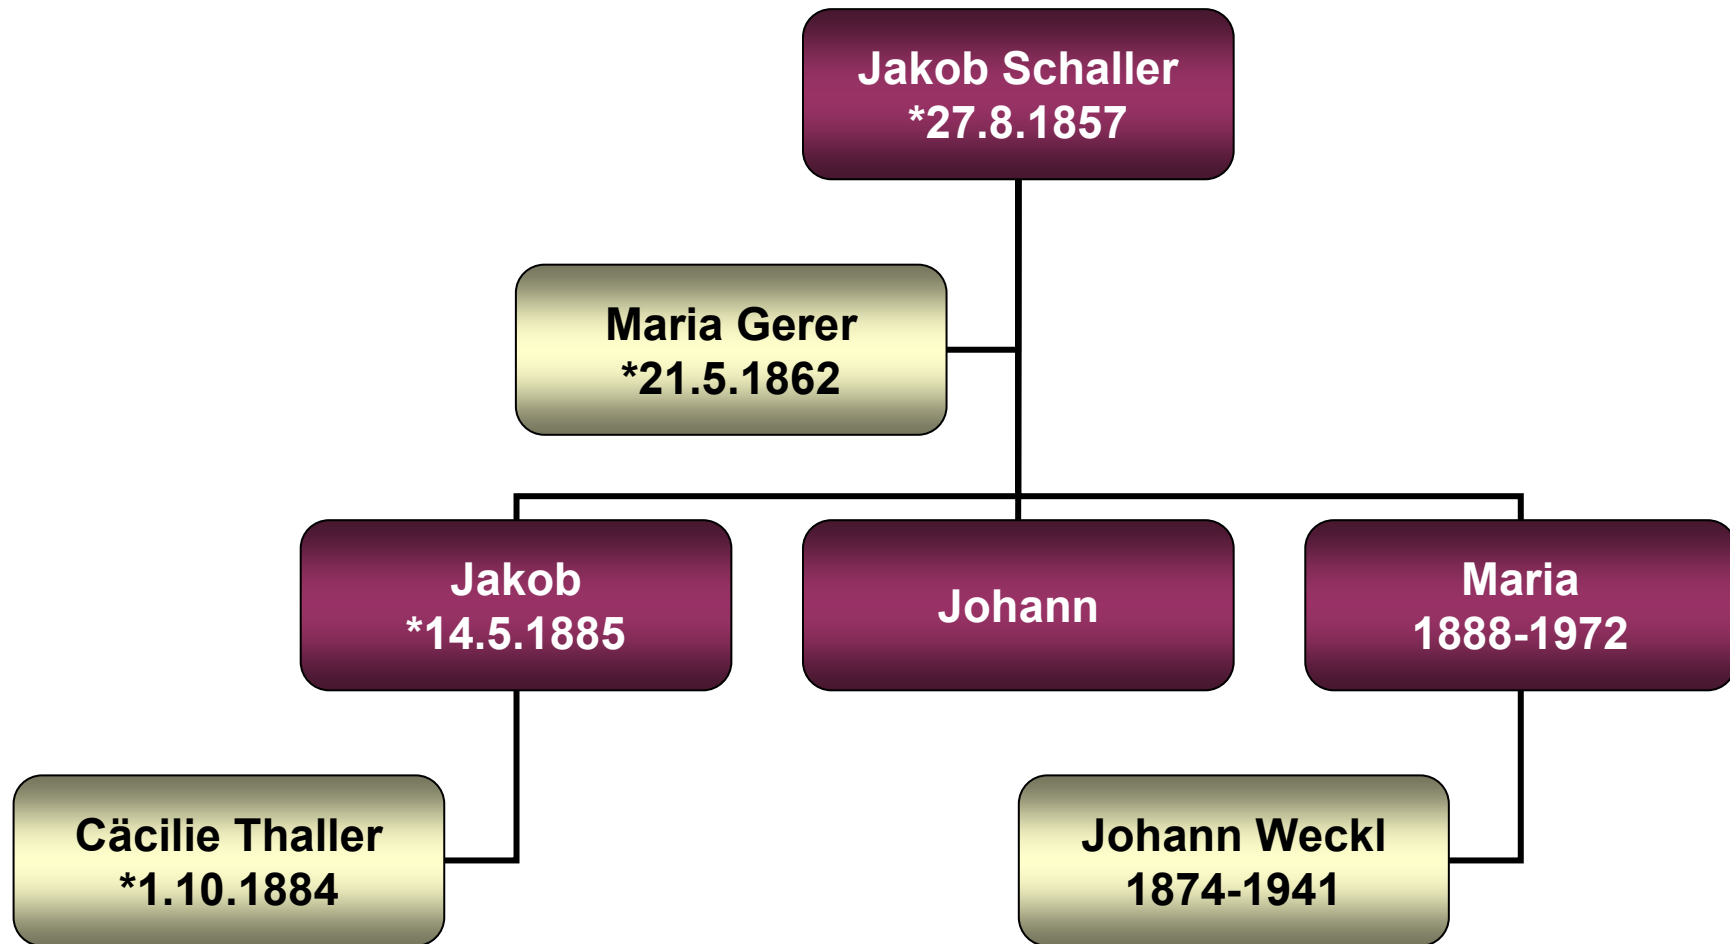 Jakob Schaller
*27.8.1857
Maria Gerer
*21.5.1862
Jakob
*14.5.1885
Johann
Maria
1888-1972
Cäcilie Thaller
*1.10.1884
Johann Weckl
1874-1941